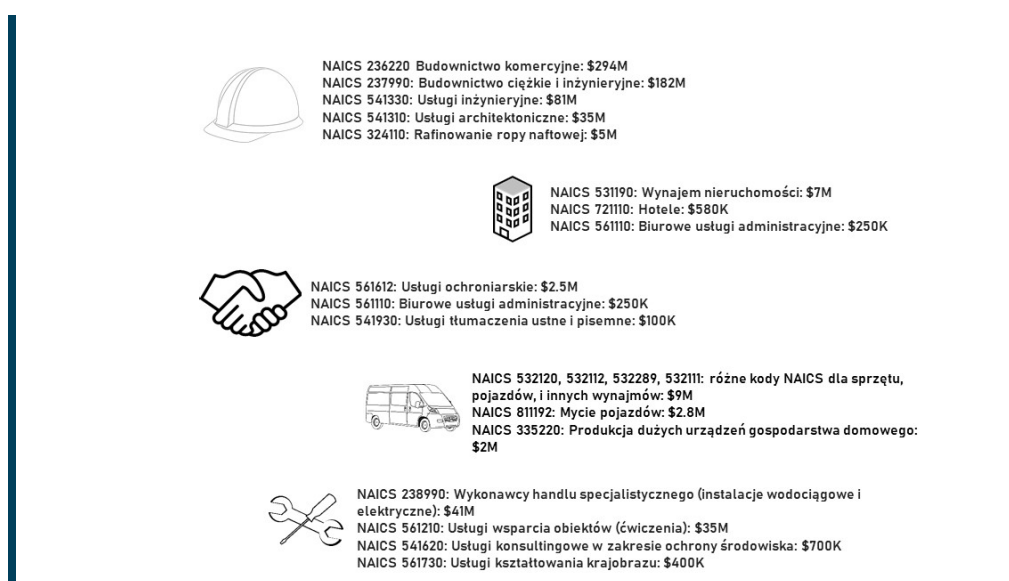 NAICS 236220 Budownictwo komercyjne: $294M
NAICS 237990: Budownictwo ciężkie i inżynieryjne: $182M
NAICS 541330: Usługi inżynieryjne: $81M
NAICS 541310: Usługi architektoniczne: $35M
NAICS 324110: Rafinowanie ropy naftowej: $5M
NAICS 531190: Wynajem nieruchomości: $7M
NAICS 721110: Hotele: $580K
NAICS 561110: Biurowe usługi administracyjne: $250K
NAICS 561612: Usługi ochroniarskie: $2.5M
NAICS 561110: Biurowe usługi administracyjne: $250K
NAICS 541930: Usługi tłumaczenia ustne i pisemne: $100K
NAICS 532120, 532112, 532289, 532111: różne kody NAICS dla sprzętu,
pojazdów, i innych wynajmów: $9M
NAICS 811192: Mycie pojazdów: $2.8M
NAICS 335220: Produkcja dużych urządzeń gospodarstwa domowego:
$2M
NAICS 238990: Wykonawcy handlu specjalistycznego (instalacje wodociągowe i
elektryczne): $41M
NAICS 561210: Usługi wsparcia obiektów (ćwiczenia): $35M
NAICS 541620: Usługi konsultingowe w zakresie ochrony środowiska: $700K
NAICS 561730: Usługi kształtowania krajobrazu: $400K